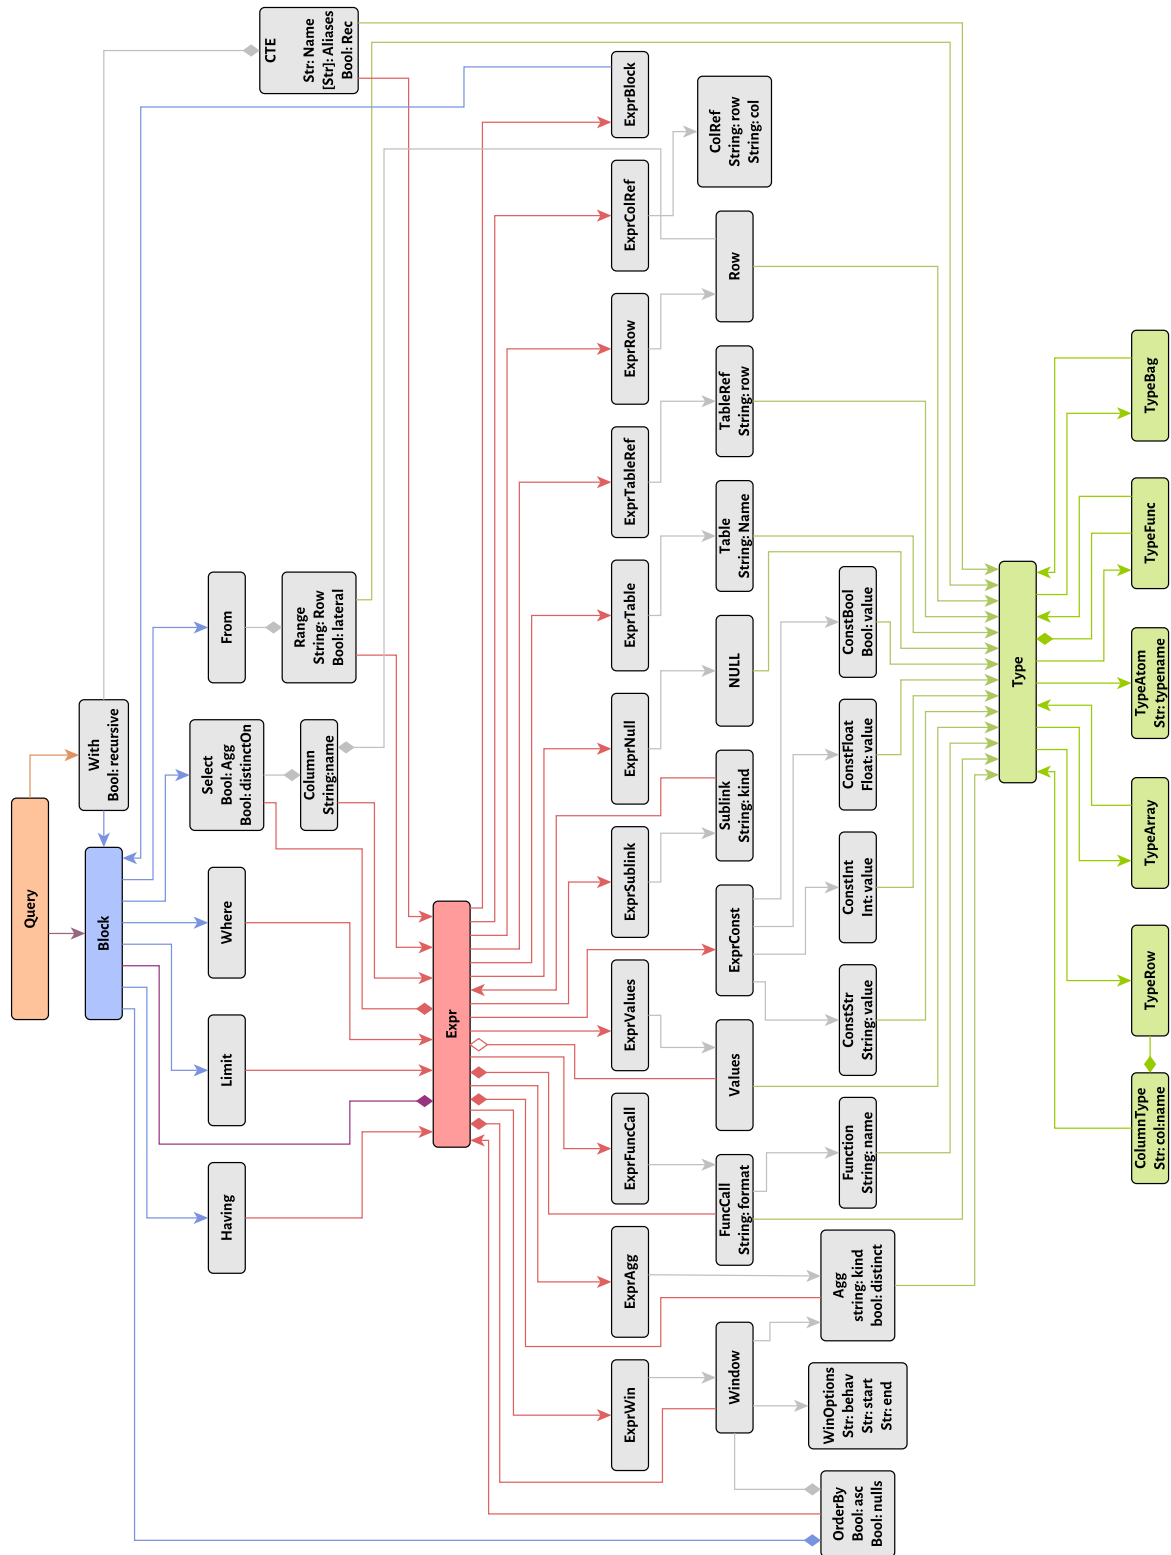 Query
With
Bool: recursive
Block
CTE
Str: Name
[Str]: Aliases
Bool: Rec
From
Select
Bool: Agg
Bool: distinctOn
Where
Limit
Having
Range
String: Row
Bool: lateral
Column
String:name
Expr
ExprWin
ExprAgg
ExprFuncCall
ExprValues
ExprSublink
ExprNull
ExprTable
ExprTableRef
ExprRow
ExprColRef
ExprBlock
Window
FuncCall
String: format
Values
ExprConst
Sublink
String: kind
NULL
Table
String: Name
TableRef
String: row
Row
ColRef
String: row
String: col
OrderBy
Bool: asc
Bool: nulls
WinOptions
Str: behav
Str: start
Str: end
Agg
string: kind
bool: distinct
Function
String: name
ConstStr
String: value
ConstInt
Int: value
ConstFloat
Float: value
ConstBool
Bool: value
Type
ColumnType
Str: col:name
TypeRow
TypeArray
TypeAtom
Str: typename
TypeFunc
TypeBag